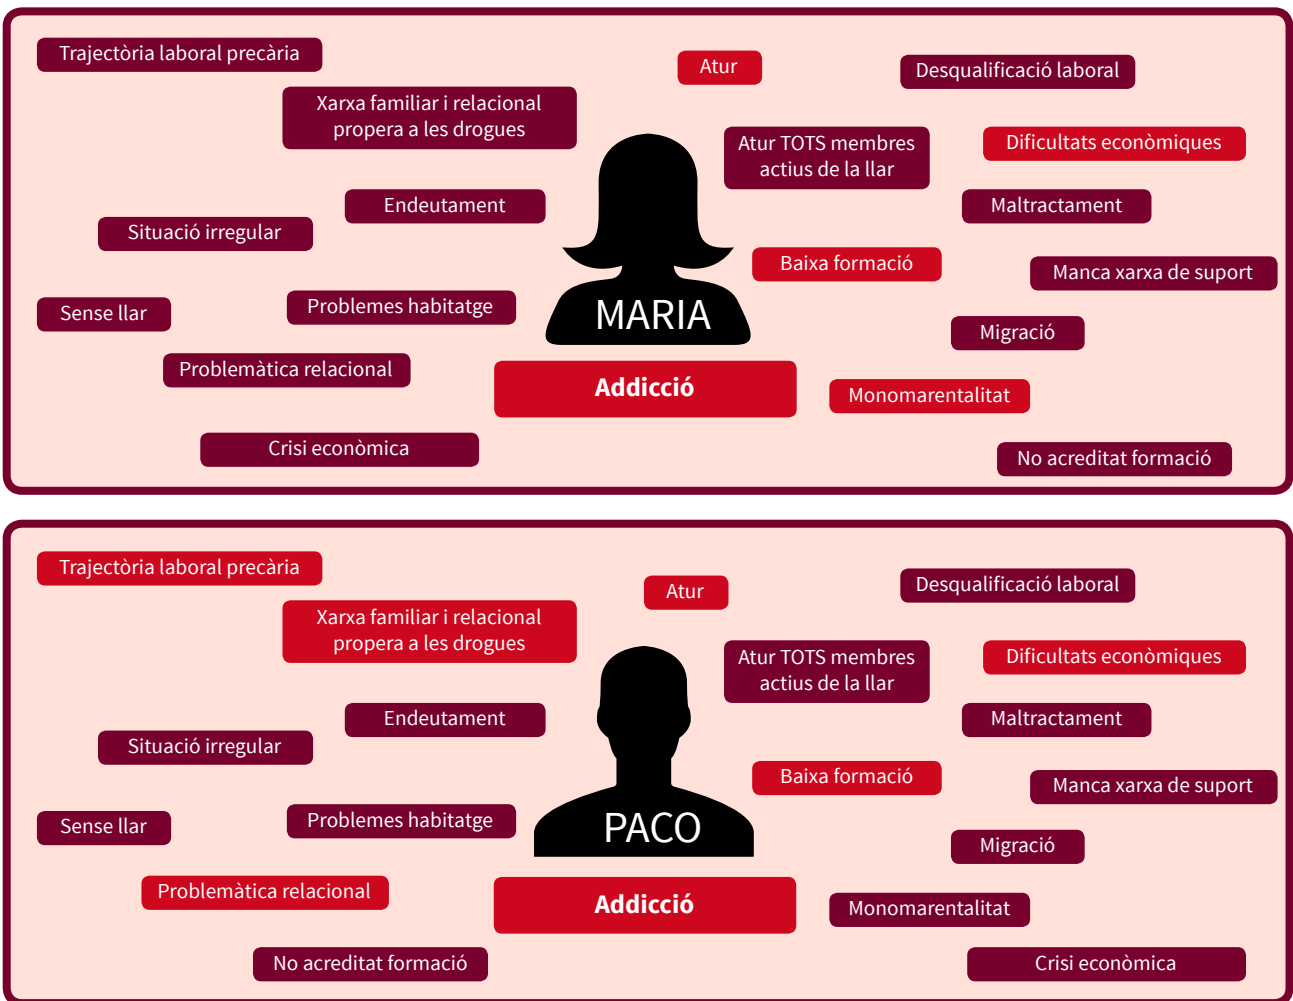 Trajectòria laboral precària
Atur
Desqualificació laboral
Xarxa familiar i relacional
propera a les drogues
Atur TOTS membres
actius de la llar
Dificultats econòmiques
Endeutament
Maltractament
Situació irregular
Baixa formació
Manca xarxa de suport
Sense llar
Problemes habitatge
MARIA
Migració
Problemàtica relacional
Addicció
Monomarentalitat
Crisi econòmica
No acreditat formació
Trajectòria laboral precària
Atur
Desqualificació laboral
Xarxa familiar i relacional
propera a les drogues
Atur TOTS membres
actius de la llar
Dificultats econòmiques
Endeutament
Maltractament
Situació irregular
Baixa formació
Manca xarxa de suport
Sense llar
Problemes habitatge
PACO
Migració
Problemàtica relacional
Addicció
Monomarentalitat
No acreditat formació
Crisi econòmica